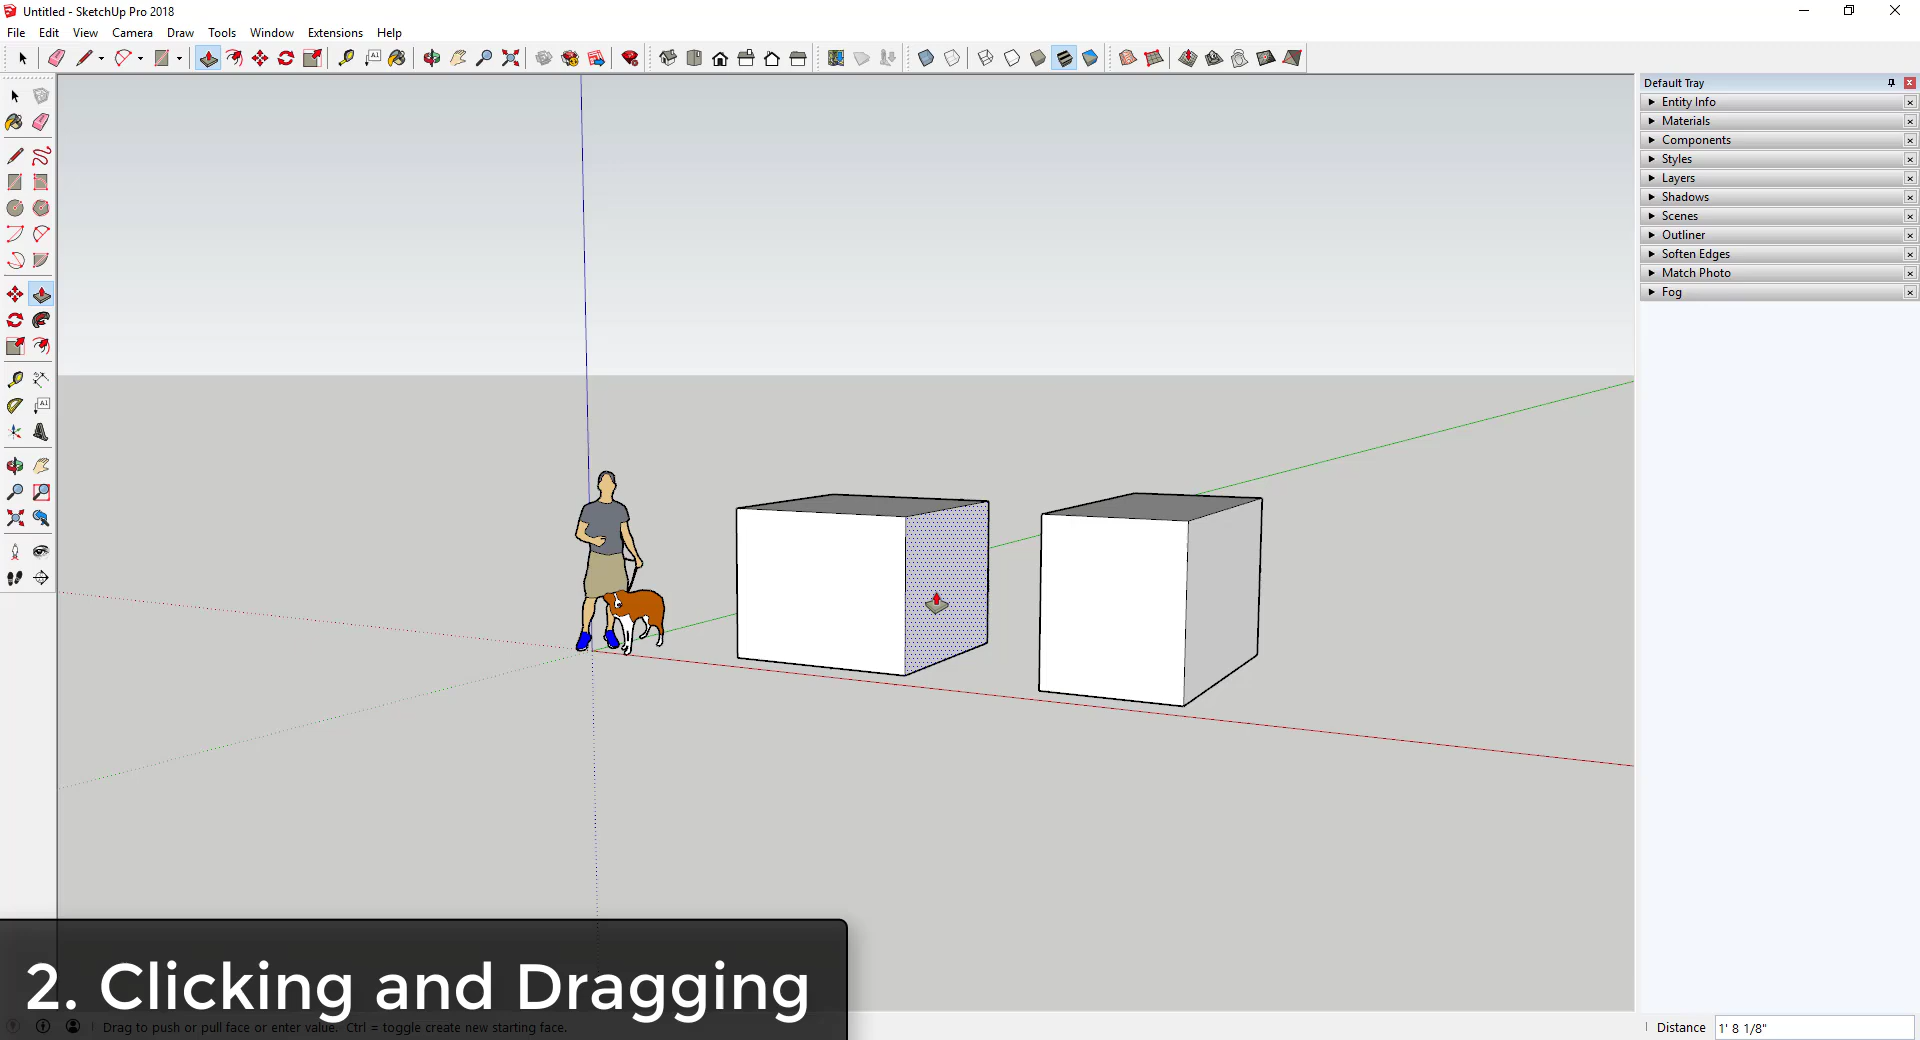 Untitled - SketchUp Pro 2018
File Edit View Camera Draw Tools Window Extensions Help
Default Tray
Entity Info
Materials
Components
Styles
Layers
Shadows
Scenes
Outliner
Soften Edges
Match Photo
Fog
2. Clicking and Dragging
Drag to push or pull face or enter value. Ctrl = toggle create new starting face.
Distance 1' 8 1/8"